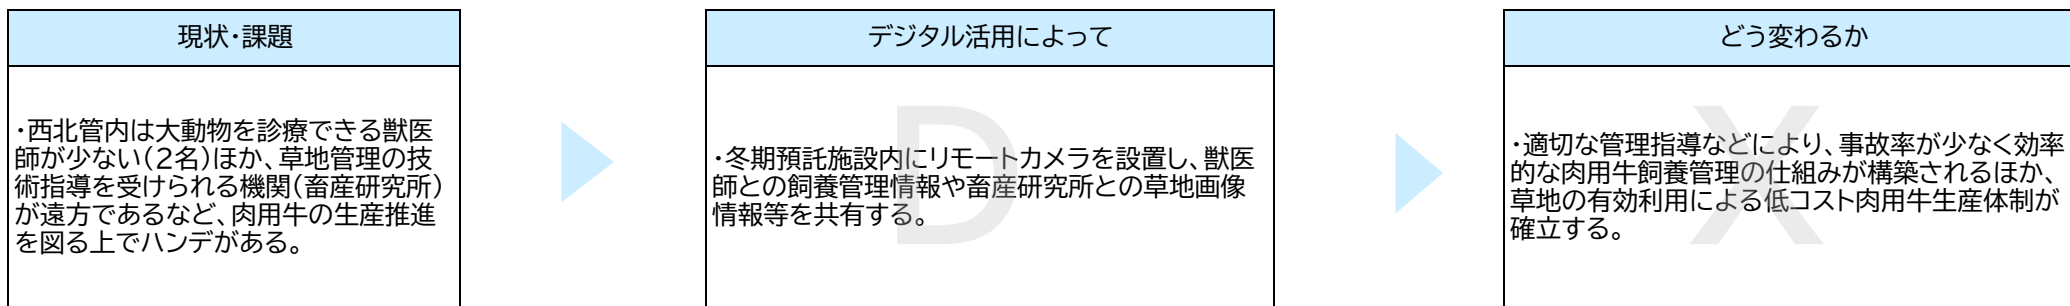 現状・課題
・西北管内は大動物を診療できる獣医
師が少ない(2名)ほか、草地管理の技
術指導を受けられる機関(畜産研究所)
が遠方であるなど、肉用牛の生産推進
を図る上でハンデがある。
デジタル活用によって
D
・冬期預託施設内にリモートカメラを設置し、獣医
師との飼養管理情報や畜産研究所との草地画像
情報等を共有する。
どう変わるか
X
・適切な管理指導などにより、事故率が少なく効率
的な肉用牛飼養管理の仕組みが構築されるほか、
草地の有効利用による低コスト肉用牛生産体制が
確立する。